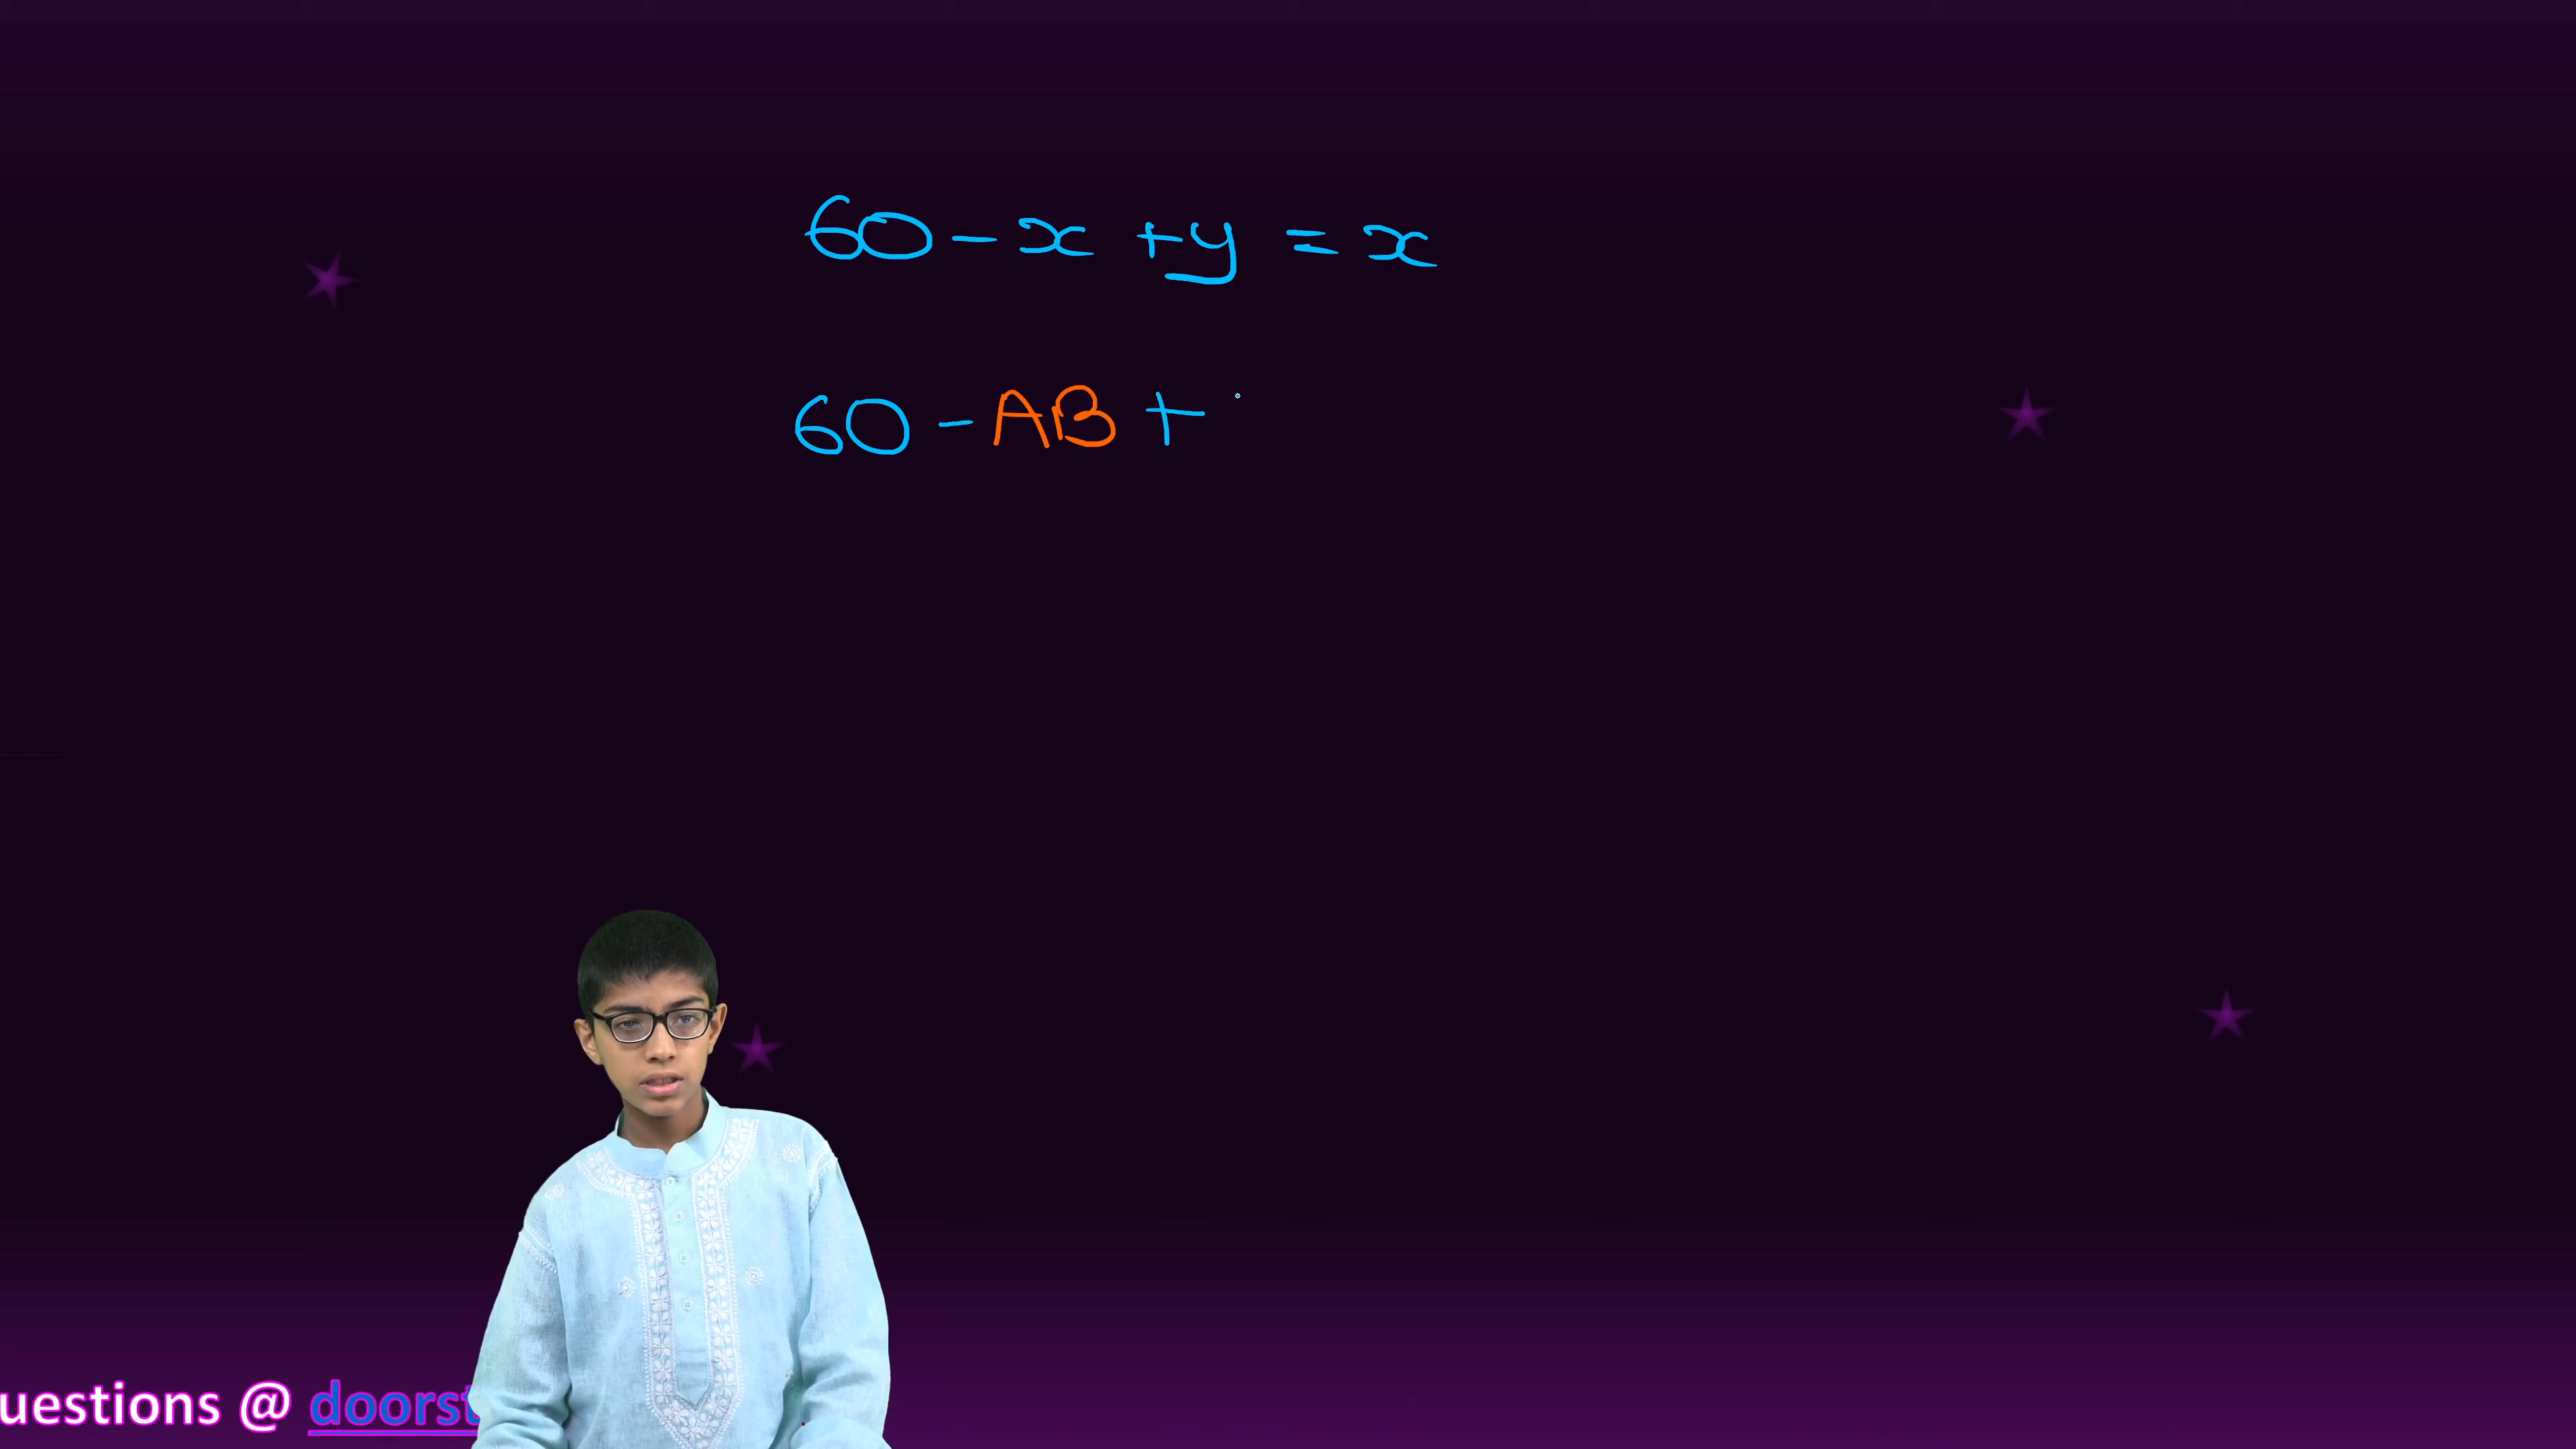 60 - x + y = x
60 - AB +
uestions @ doorst